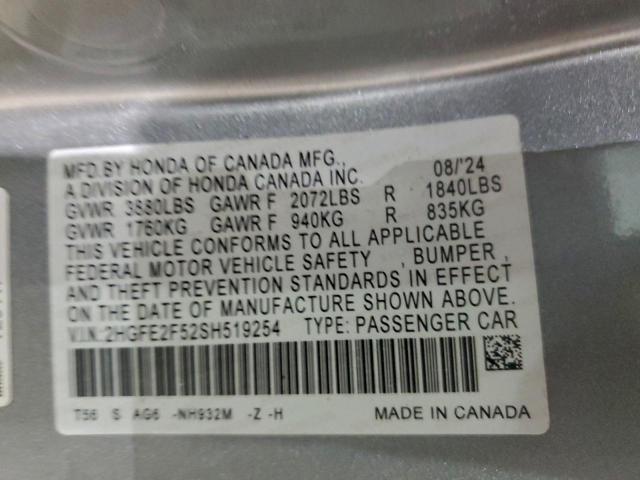 MFD.BY HONDA OF CANADA MFG., 08/'24
A DIVISION OF HONDA CANADA INC.
GVWR 3880LBS GAWR F 2072LBS R 1840LBS
GVWR 1760KG GAWR F 940KG R 835KG
THIS VEHICLE CONFORMS TO ALL APPLICABLE
FEDERAL MOTOR VEHICLE SAFETY , BUMPER ,
AND THEFT PREVENTION STANDARDS IN EFFECT
ON THE DATE OF MANUFACTURE SHOWN ABOVE.
V.I.N.:2HGFE2F52SH519254 TYPE: PASSENGER CAR
T56 S AG6 -NH932M -Z -H MADE IN CANADA